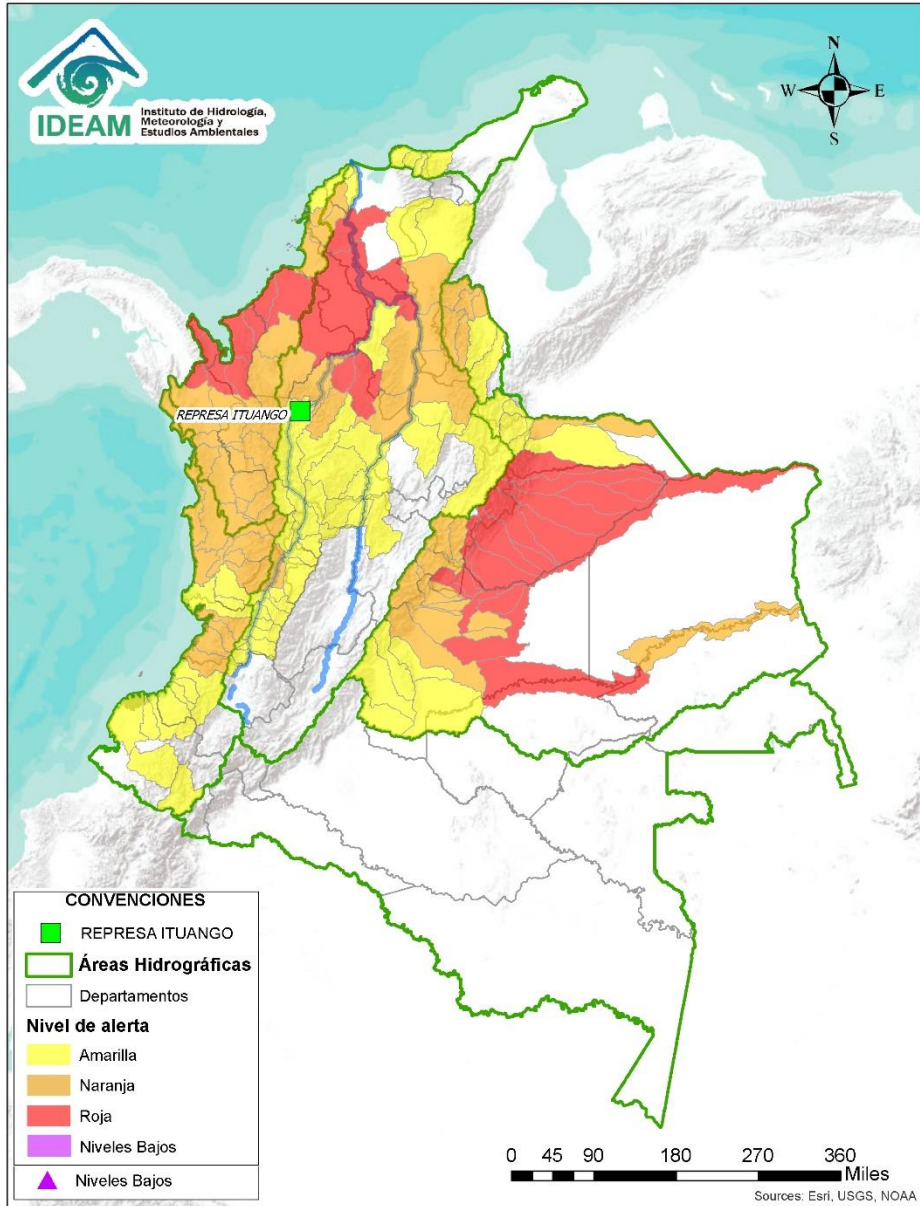 IDEAM
Instituto de Hidrología,
Meteorología y
Estudios Ambientales
N
W
E
S
REPRESA ITUANGO
CONVENCIONES
REPRESA ITUANGO
Áreas Hidrográficas
Departamentos
Nivel de alerta
Amarilla
Naranja
Roja
Niveles Bajos
Niveles Bajos
0 45 90 180 270 360
Miles
Sources: Esri, USGS, NOAA